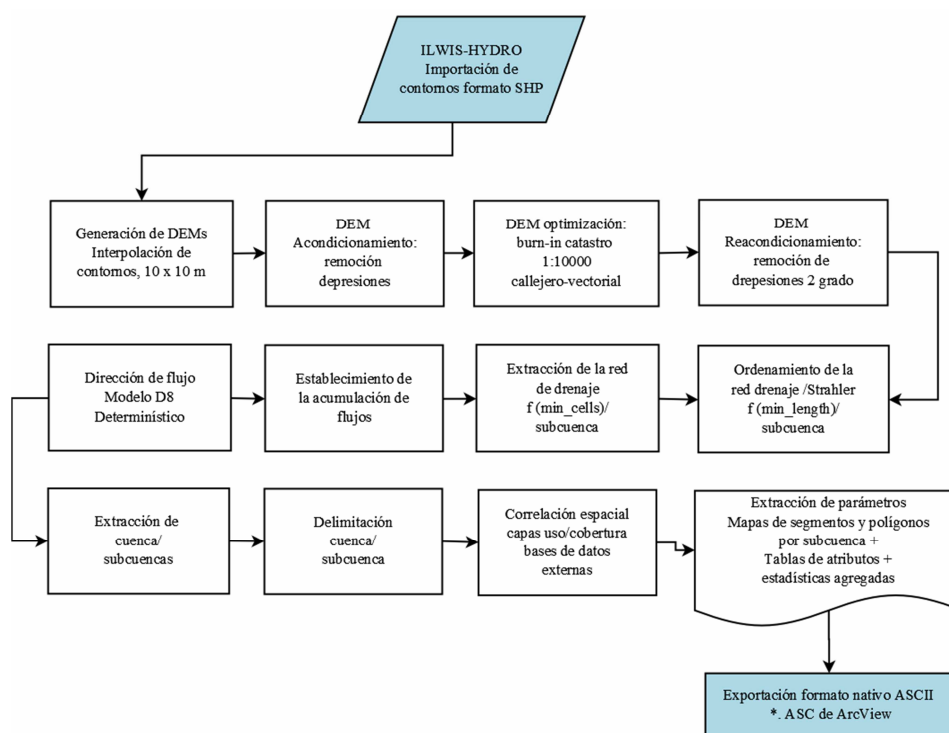 ILWIS-HYDRO
Importación de
contornos formato SHP
Generación de DEMs
Interpolación de
contornos, 10 x 10 m
DEM
Acondicionamiento:
remoción
depresiones
DEM optimización:
burn-in catastro
1:10000
callejero-vectorial
DEM
Reacondicionamiento:
remoción de
drepesiones 2 grado
Dirección de flujo
Modelo D8
Determinístico
Establecimiento de
la acumulación de
flujos
Extracción de la red
de drenaje
f (min_cells)/
subcuenca
Ordenamiento de la
red drenaje /Strahler
f (min_length)/
subcuenca
Extracción de
cuenca/
subcuencas
Delimitación
cuenca/
subcuenca
Correlación espacial
capas uso/cobertura
bases de datos
externas
Extracción de parámetros
Mapas de segmentos y polígonos
por subcuenca +
Tablas de atributos +
estadísticas agregadas
Exportación formato nativo ASCII
*. ASC de ArcView